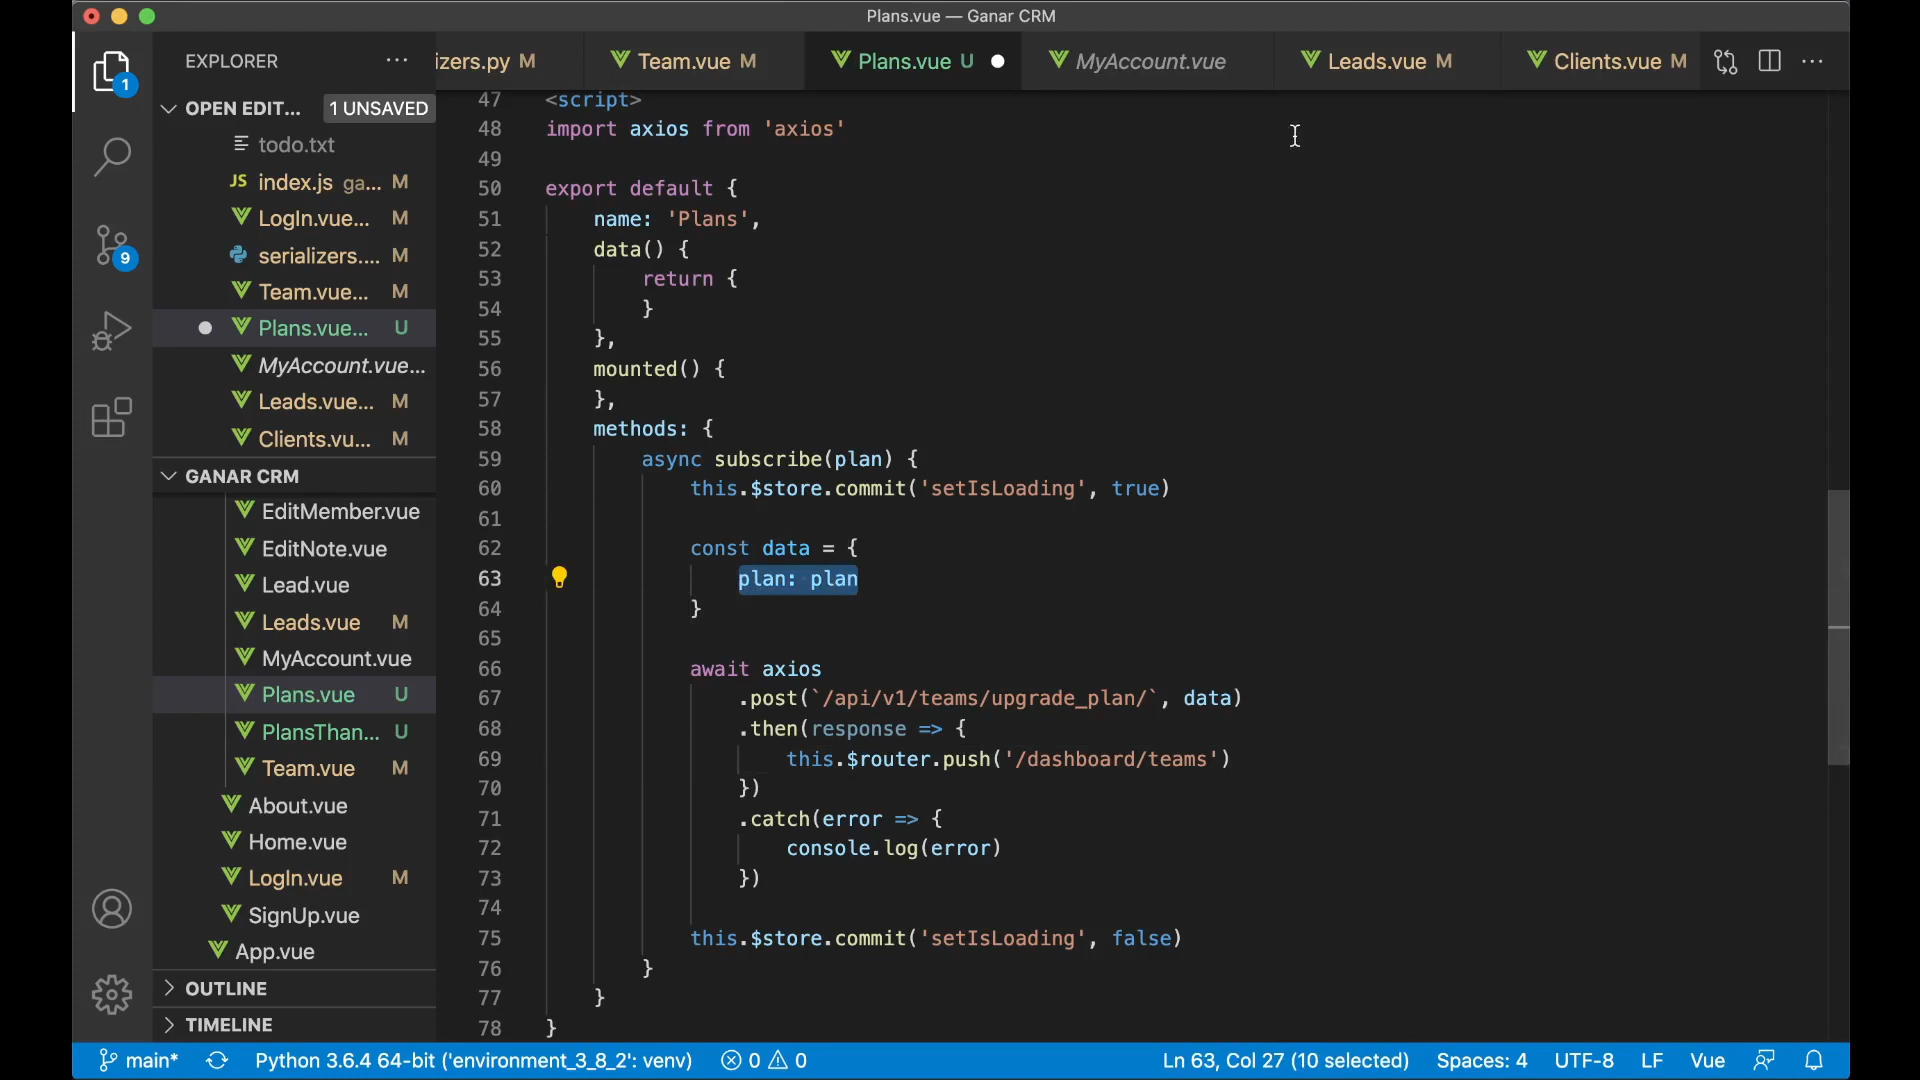 Plans.vue — Ganar CRM
EXPLORER
izers.py M
Team.vue M
Plans.vue U
MyAccount.vue
Leads.vue M
Clients.vue M
1
OPEN EDIT... 1 UNSAVED
todo.txt
JS index.js ga... M
LogIn.vue... M
serializers.... M
Team.vue... M
Plans.vue... U
MyAccount.vue...
Leads.vue... M
Clients.vu... M
9
GANAR CRM
EditMember.vue
EditNote.vue
Lead.vue
Leads.vue M
MyAccount.vue
Plans.vue U
PlansThan... U
Team.vue M
About.vue
Home.vue
LogIn.vue M
SignUp.vue
App.vue
OUTLINE
TIMELINE
47 <script>
48 import axios from 'axios'
49
50 export default {
51 name: 'Plans',
52 data() {
53 return {
54 }
55 },
56 mounted() {
57 },
58 methods: {
59 async subscribe(plan) {
60 this.$store.commit('setIsLoading', true)
61
62 const data = {
63 plan: plan
64 }
65
66 await axios
67 .post(`/api/v1/teams/upgrade_plan/`, data)
68 .then(response => {
69 this.$router.push('/dashboard/teams')
70 })
71 .catch(error => {
72 console.log(error)
73 })
74
75 this.$store.commit('setIsLoading', false)
76 }
77 }
78 }
main* Python 3.6.4 64-bit ('environment_3_8_2': venv) 0 0 Ln 63, Col 27 (10 selected) Spaces: 4 UTF-8 LF Vue